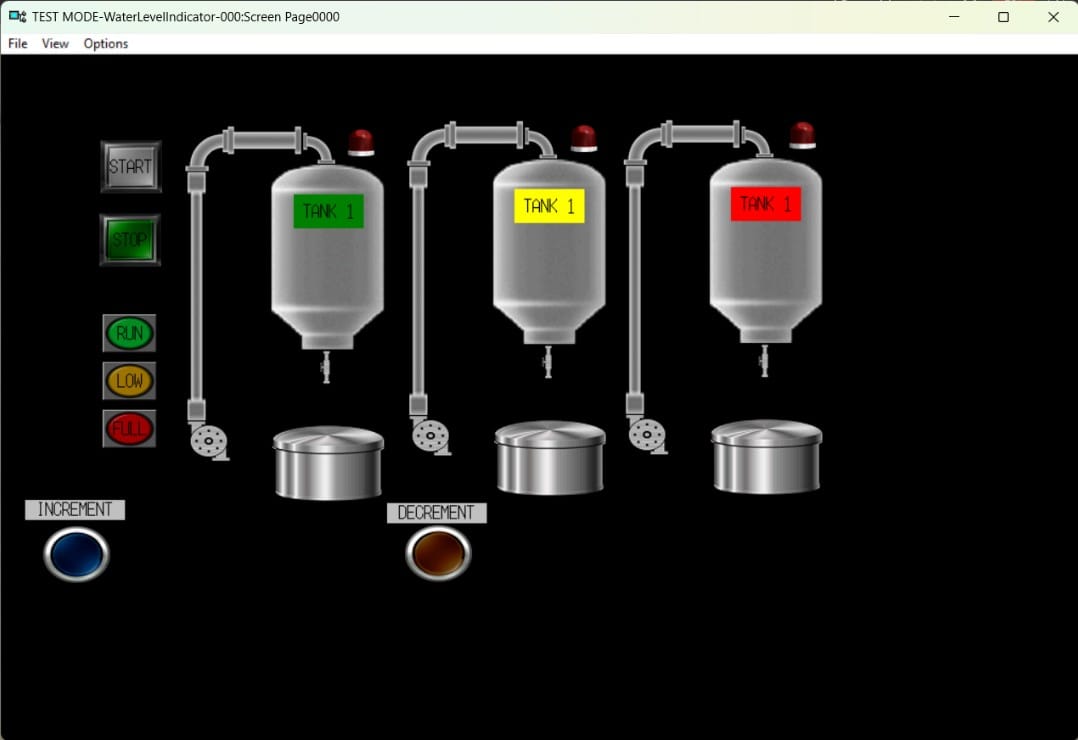 TEST MODE-WaterLevelIndicator-000:Screen Page0000
File View Options
START
STOP
TANK 1
TANK 1
TANK 1
RUN
LOW
FULL
INCREMENT
DECREMENT